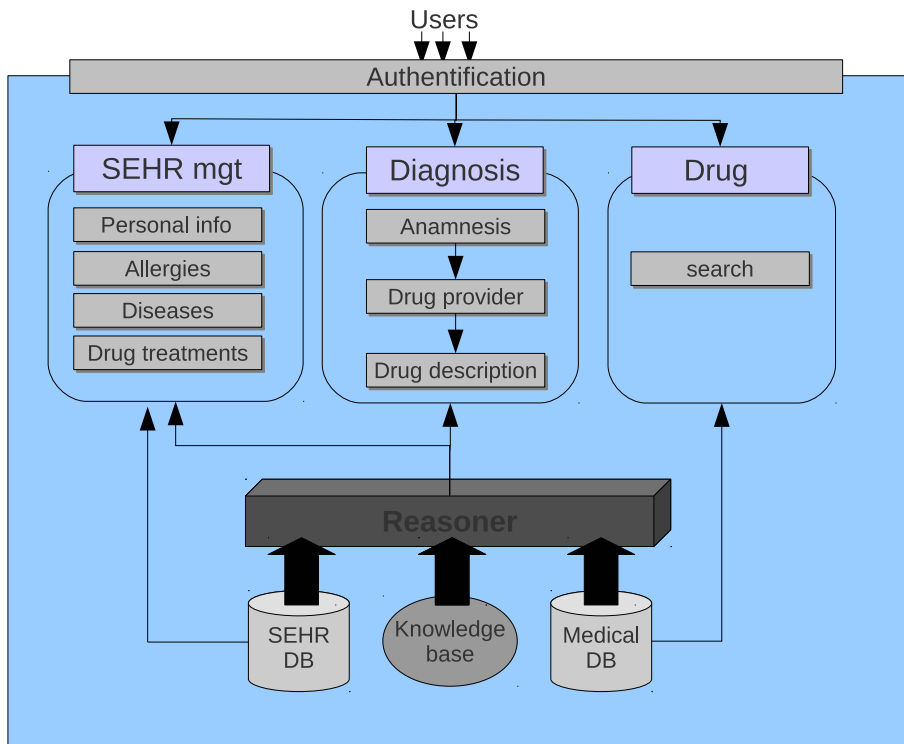 Users
Authentification
SEHR mgt
Personal info
Allergies
Diseases
Drug treatments
Diagnosis
Anamnesis
Drug provider
Drug description
Drug
search
Reasoner
SEHR
DB
Knowledge
base
Medical
DB